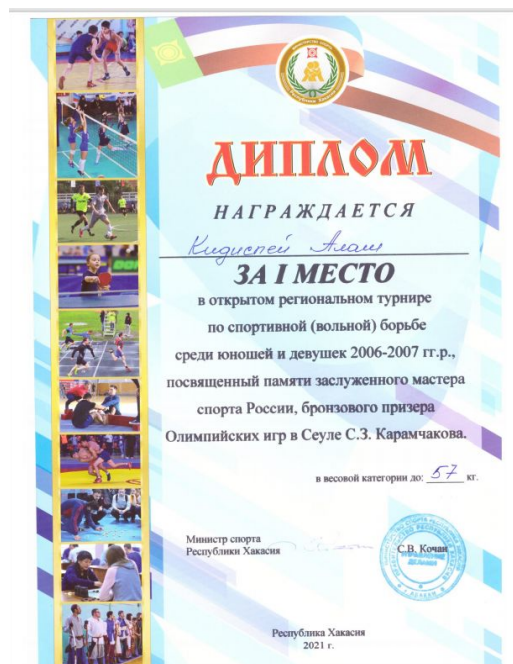 ДИПЛОМ
НАГРАЖДАЕТСЯ
Кидиспей Алаш
ЗА I МЕСТО
в открытом региональном турнире
по спортивной (вольной) борьбе
среди юношей и девушек 2006-2007 гг.р.,
посвященный памяти заслуженного мастера
спорта России, бронзового призера
Олимпийских игр в Сеуле С.З. Карамчакова.
в весовой категории до: 57 кг.
Министр спорта
Республики Хакасия
С.В. Кочан
Республика Хакасия
2021 г.